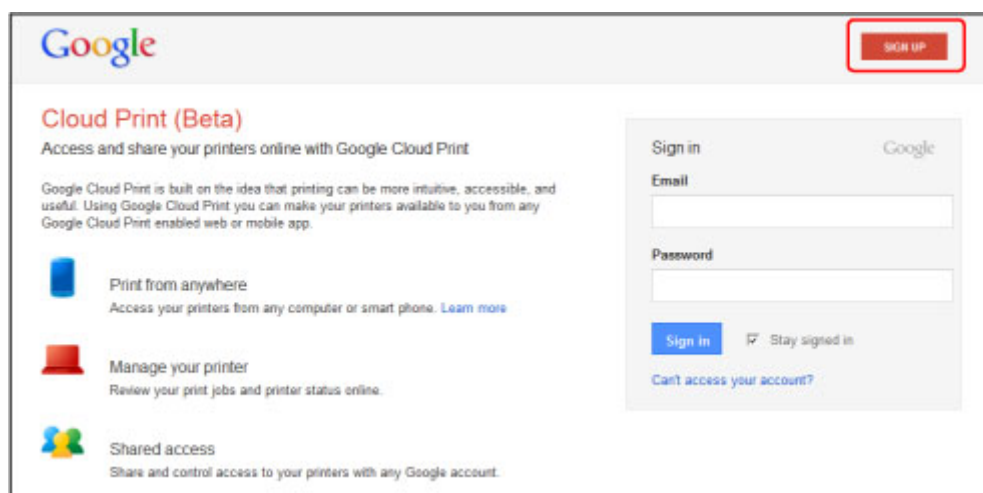 Google
SIGN UP
Cloud Print (Beta)
Access and share your printers online with Google Cloud Print
Google Cloud Print is built on the idea that printing can be more intuitive, accessible, and
useful. Using Google Cloud Print you can make your printers available to you from any
Google Cloud Print enabled web or mobile app.
Print from anywhere
Access your printers from any computer or smart phone. Learn more
Manage your printer
Review your print jobs and printer status online.
Shared access
Share and control access to your printers with any Google account.
Sign in
Google
Email
Password
Sign in
Stay signed in
Can't access your account?